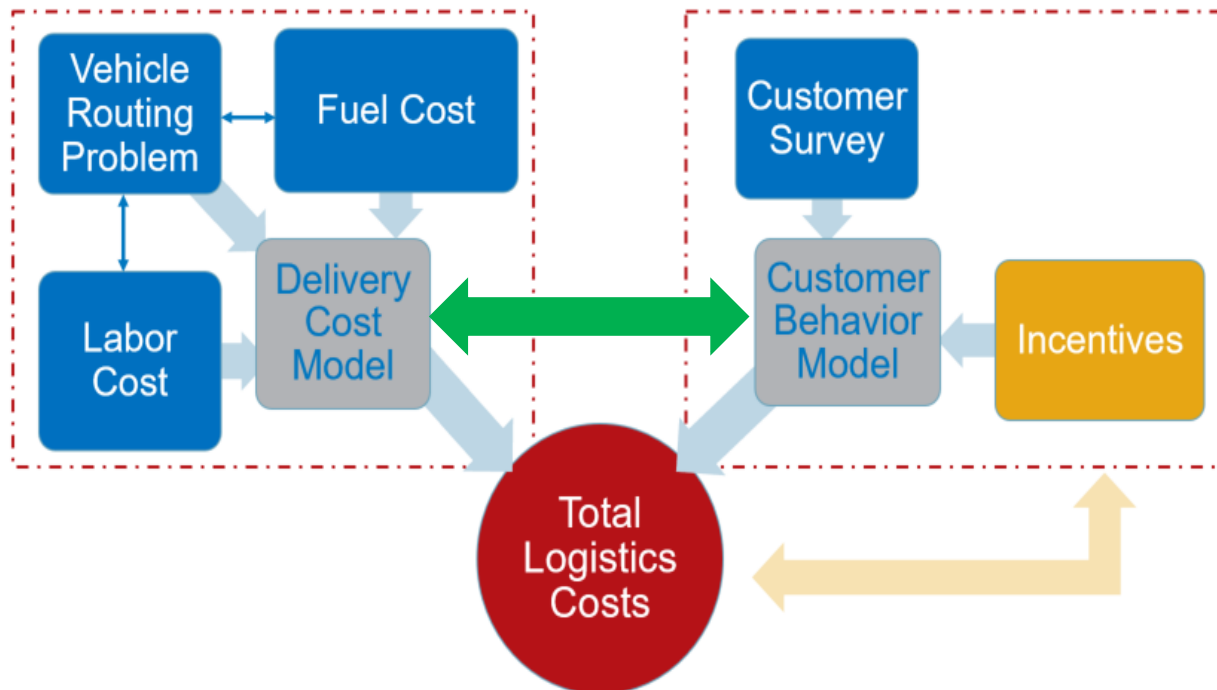 Vehicle
Routing
Problem
Fuel Cost
Customer
Survey
Labor
Cost
Delivery
Cost
Model
Customer
Behavior
Model
Incentives
Total
Logistics
Costs